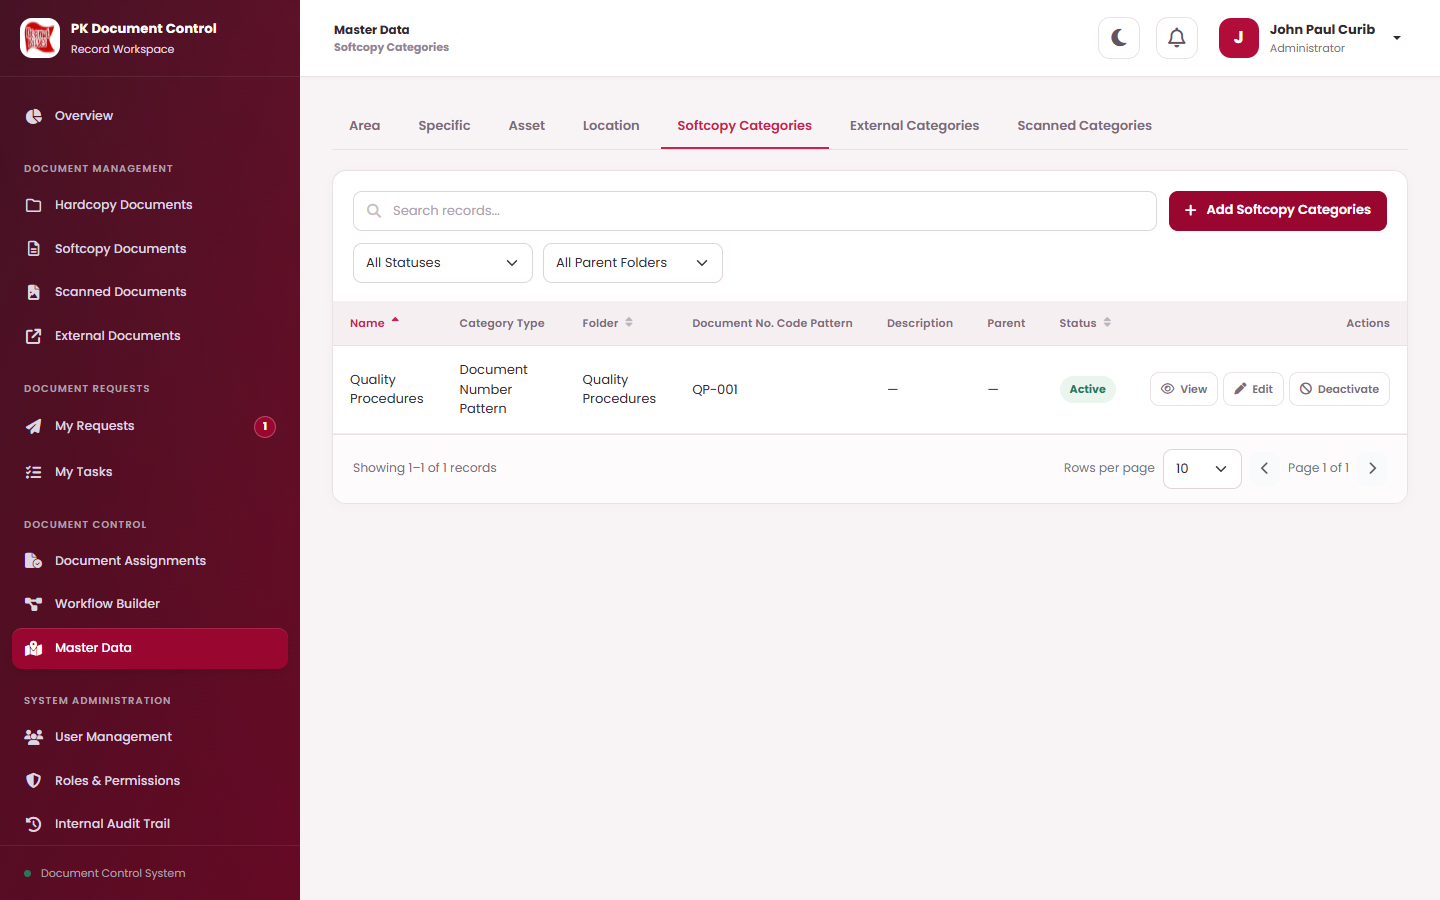 PK Document Control
Record Workspace
Overview
DOCUMENT MANAGEMENT
Hardcopy Documents
Softcopy Documents
Scanned Documents
External Documents
DOCUMENT REQUESTS
My Requests
1
My Tasks
DOCUMENT CONTROL
Document Assignments
Workflow Builder
Master Data
SYSTEM ADMINISTRATION
User Management
Roles & Permissions
Internal Audit Trail
Document Control System
Master Data
Softcopy Categories
J
John Paul Curib
Administrator
Area Specific Asset Location Softcopy Categories External Categories Scanned Categories
Search records...
+ Add Softcopy Categories
All Statuses All Parent Folders
Name Category Type Folder Document No. Code Pattern Description Parent Status Actions
Quality Procedures
Document Number Pattern
Quality Procedures
QP-001
—
—
Active
View Edit Deactivate
Showing 1–1 of 1 records
Rows per page 10 Page 1 of 1